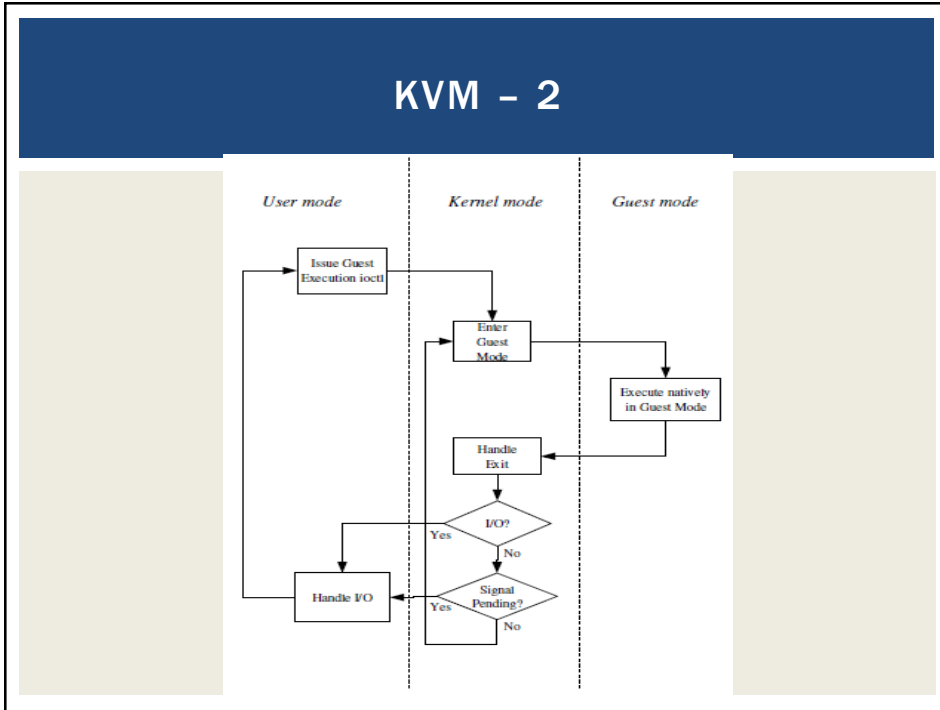 KVM – 2
User mode
Kernel mode
Guest mode
Issue Guest
Execution ioctl
Enter
Guest
Mode
Execute natively
in Guest Mode
Handle
Exit
I/O?
Yes
No
Handle I/O
Signal
Pending?
Yes
No